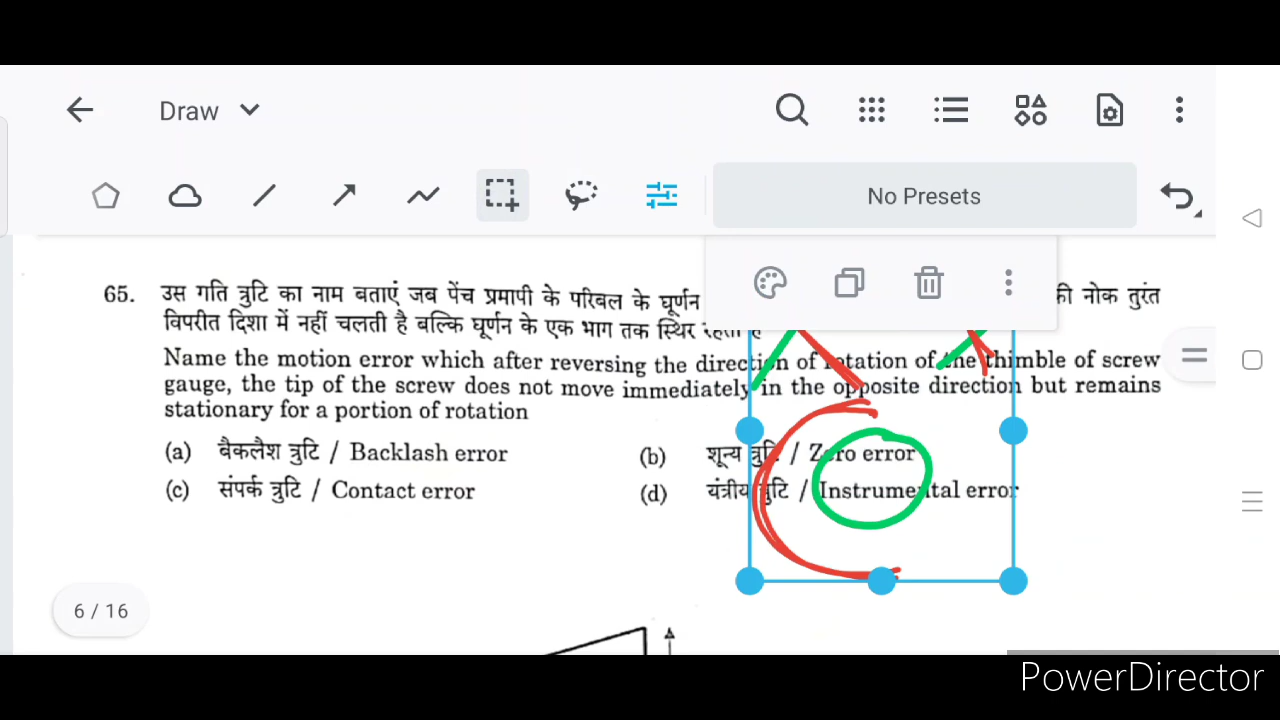 Draw
No Presets
65. उस गति त्रुटि का नाम बताएं जब पेंच प्रमापी के परिबल के घूर्णन की नोक तुरंत
विपरीत दिशा में नहीं चलती है बल्कि घूर्णन के एक भाग तक स्थिर रहती है
Name the motion error which after reversing the direction of rotation of the thimble of screw
gauge, the tip of the screw does not move immediately in the opposite direction but remains
stationary for a portion of rotation
(a) बैकलैश त्रुटि / Backlash error (b) शून्य त्रुटि / Zero error
(c) संपर्क त्रुटि / Contact error (d) यंत्रीय त्रुटि / Instrumental error
6 / 16
PowerDirector